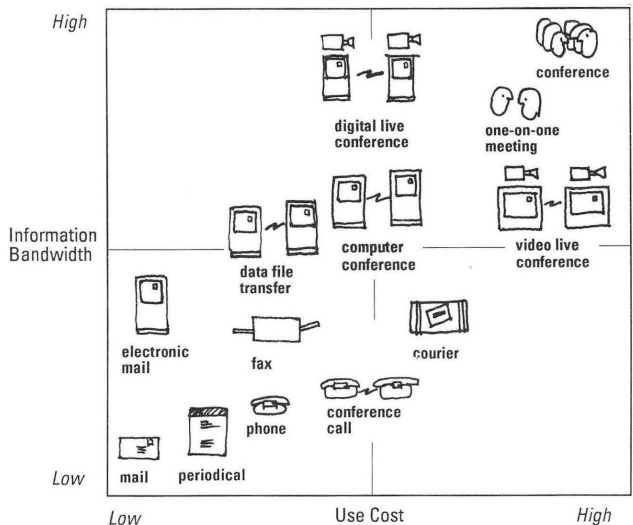 High
conference
digital live
conference
one-on-one
meeting
Information
Bandwidth
data file
transfer
computer
conference
video live
conference
electronic
mail
fax
courier
phone
conference
call
mail
periodical
Low
Low
Use Cost
High